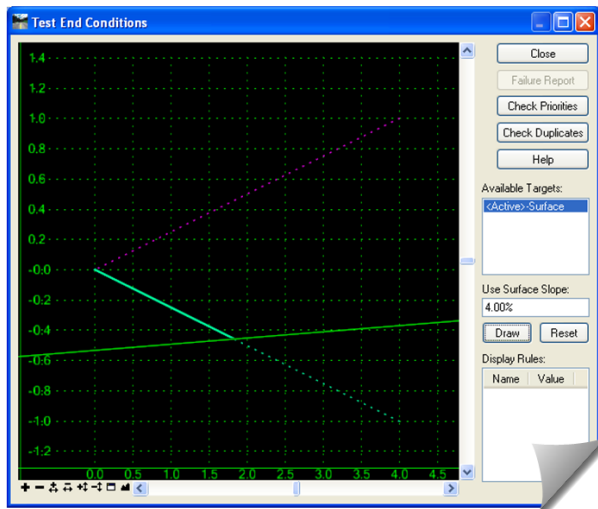 Test End Conditions
1.4
1.0
0.8
0.6
0.4
0.2
-0.0
-0.2
-0.4
-0.6
-0.8
-1.0
-1.2
0.0 0.5 1.0 1.5 2.0 2.5 3.0 3.5 4.0 4.5
Close
Failure Report
Check Priorities
Check Duplicates
Help
Available Targets:
<Active>-Surface
Use Surface Slope:
4.00%
Draw Reset
Display Rules:
Name Value